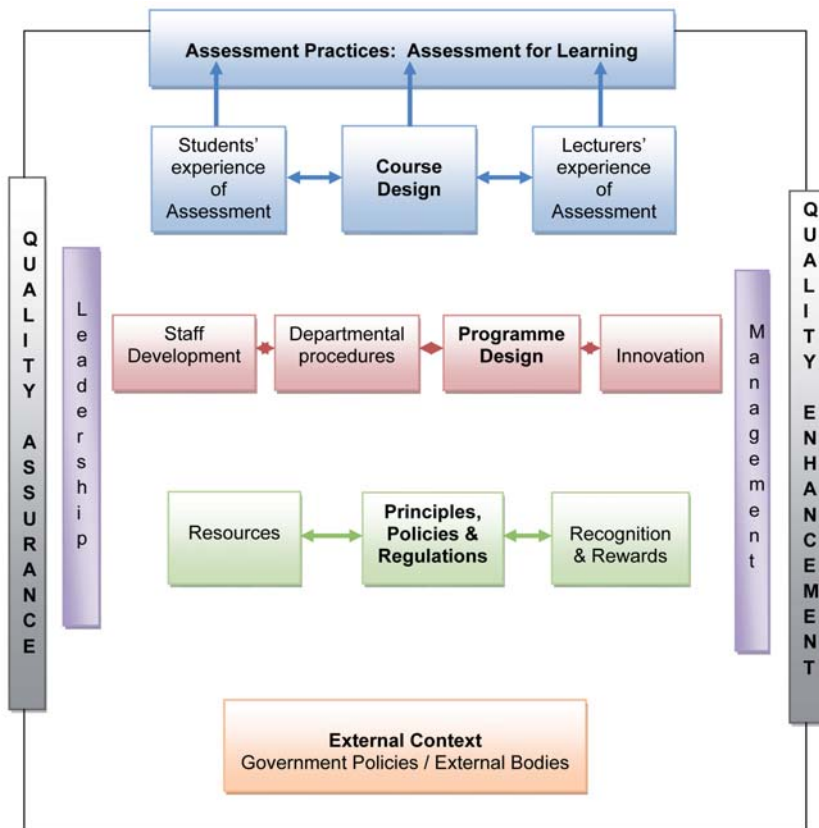 Assessment Practices:  Assessment for Learning
Students'
experience
of
Assessment
Course
Design
Lecturers'
experience
of
Assessment
QUALITY ASSURANCE
Leadership
Staff
Development
Departmental
procedures
Programme
Design
Innovation
Management
QUALITY ENHANCEMENT
Resources
Principles,
Policies &
Regulations
Recognition
& Rewards
External Context
Government Policies / External Bodies